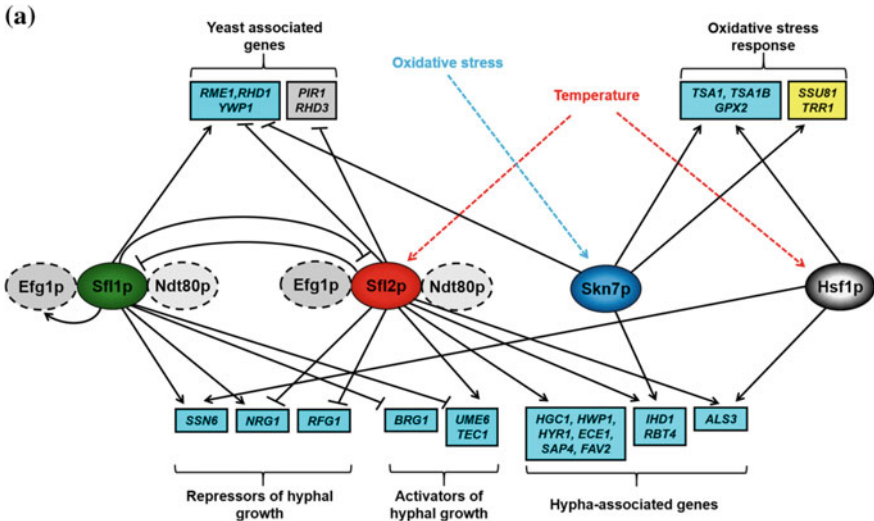 (a)
Yeast associated
genes
Oxidative stress
response
Oxidative stress
RME1,RHD1
YWP1
PIR1
RHD3
Temperature
TSA1, TSA1B
GPX2
SSU81
TRR1
Efg1p
Sfl1p
Ndt80p
Efg1p
Sfl2p
Ndt80p
Skn7p
Hsf1p
SSN6
NRG1
RFG1
BRG1
UME6
TEC1
HGC1, HWP1,
HYR1, ECE1,
SAP4, FAV2
IHD1
RBT4
ALS3
Repressors of hyphal
growth
Activators of
hyphal growth
Hypha-associated genes